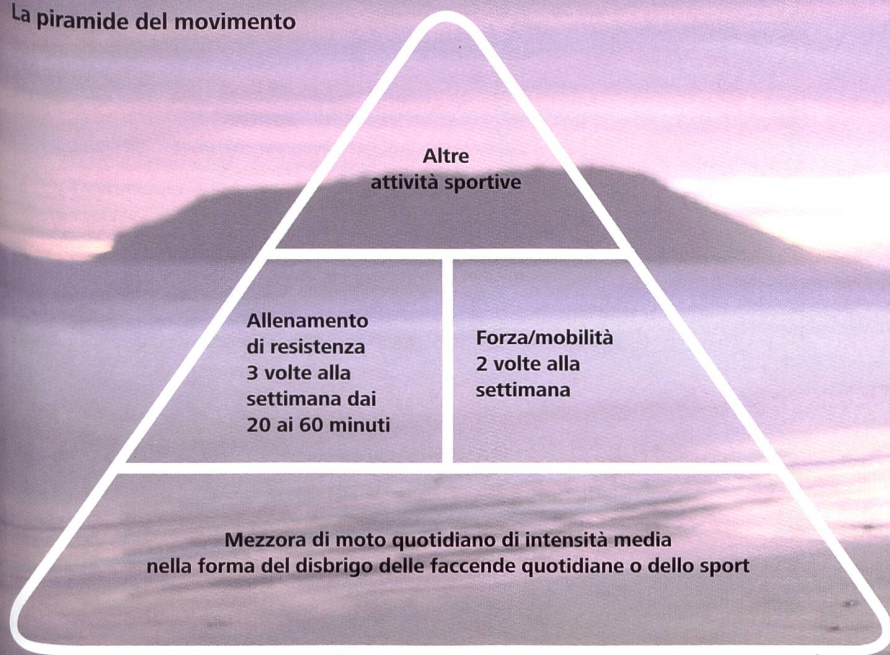 La piramide del movimento
Altre
attività sportive
Allenamento
di resistenza
3 volte alla
settimana dai
20 ai 60 minuti
Forza/mobilità
2 volte alla
settimana
Mezzora di moto quotidiano di intensità media
nella forma del disbrigo delle faccende quotidiane o dello sport